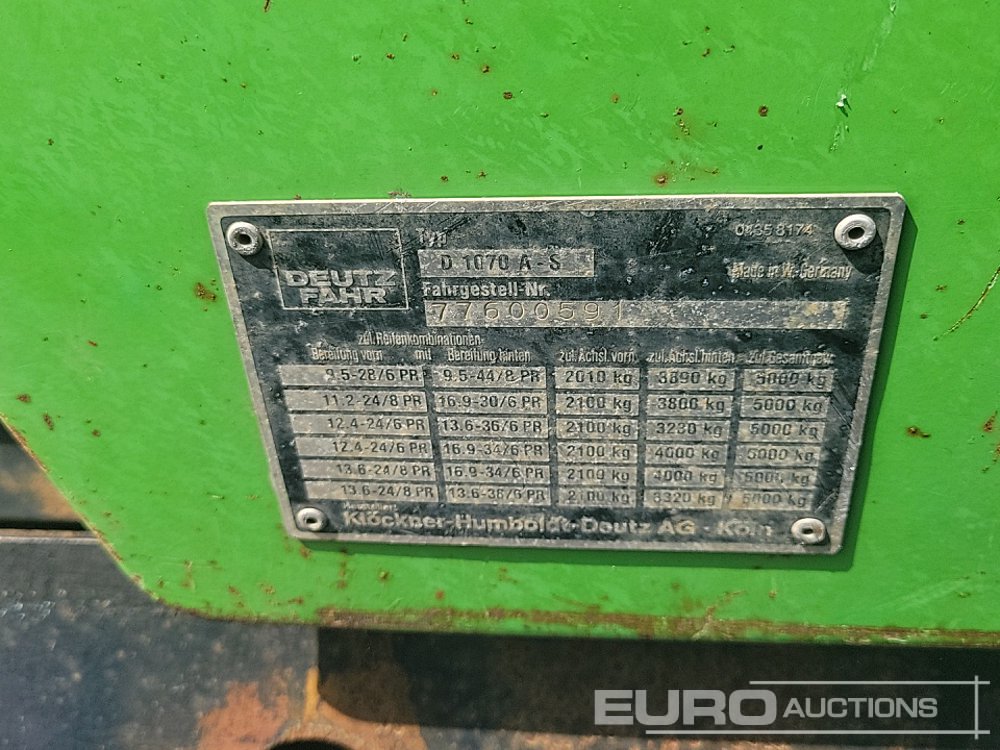 DEUTZ
FAHR
Typ
0435 8174
D 1070 A - S
Made in W.-Germany
Fahrgestell-Nr.
77600591
zul. Reifenkombinationen
Bereifung vorn mit Bereifung hinten zul. Achsl. vorn zul. Achsl. hinten zul. Gesamtgew.
9.5-28/6 PR 9.5-44/8 PR 2010 kg 3890 kg 5000 kg
11.2-24/8 PR 16.9-30/6 PR 2100 kg 3800 kg 5000 kg
12.4-24/6 PR 13.6-36/6 PR 2100 kg 3230 kg 5000 kg
12.4-24/6 PR 16.9-34/6 PR 2100 kg 4000 kg 5000 kg
13.6-24/8 PR 16.9-34/6 PR 2100 kg 4000 kg 5000 kg
13.6-24/8 PR 13.6-36/6 PR 2100 kg 3320 kg 5000 kg
Klöckner-Humboldt-Deutz AG · Köln
EURO AUCTIONS